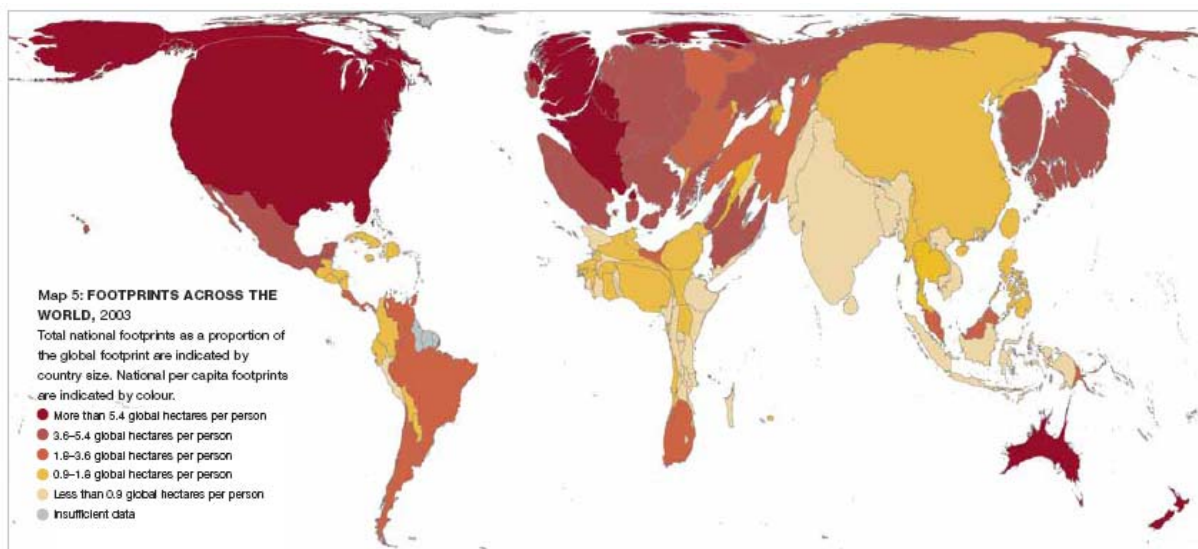 Map 5: FOOTPRINTS ACROSS THE
WORLD, 2003
Total national footprints as a proportion of
the global footprint are indicated by
country size. National per capita footprints
are indicated by colour.
More than 5.4 global hectares per person
3.6–5.4 global hectares per person
1.8–3.6 global hectares per person
0.9–1.8 global hectares per person
Less than 0.9 global hectares per person
Insufficient data